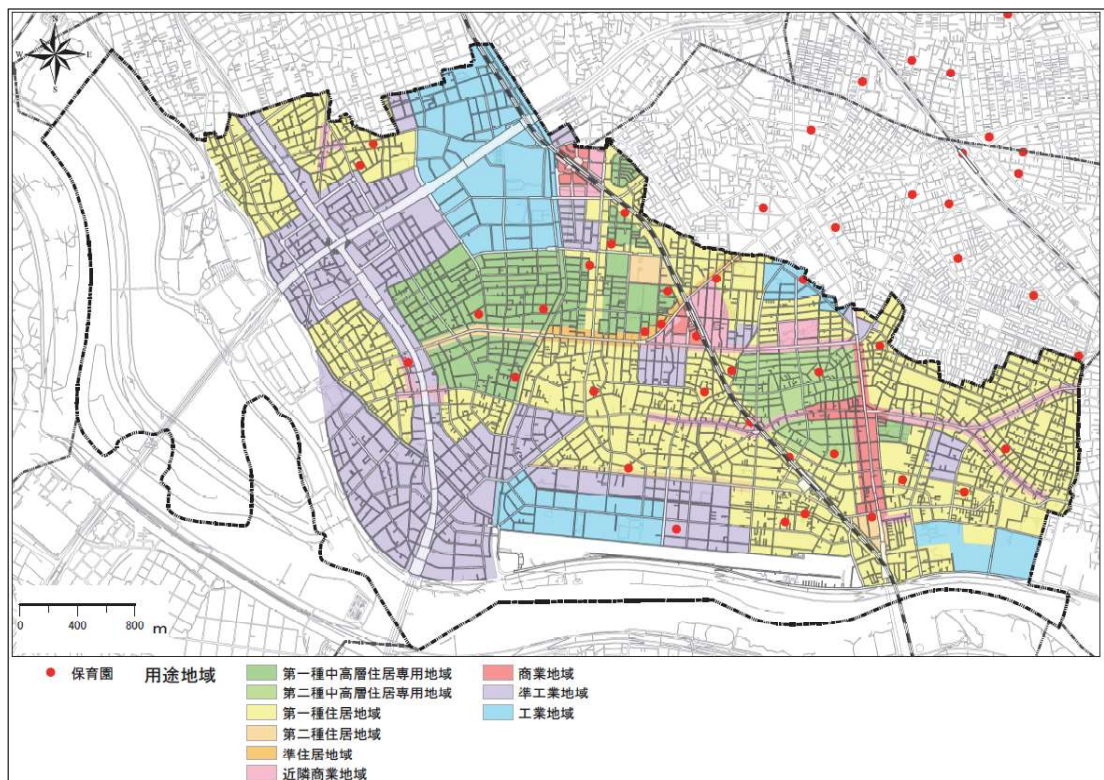 N
W E
S
0 400 800 m
保育園
用途地域
第一種中高層住居専用地域
第二種中高層住居専用地域
第一種住居地域
第二種住居地域
準住居地域
近隣商業地域
商業地域
準工業地域
工業地域